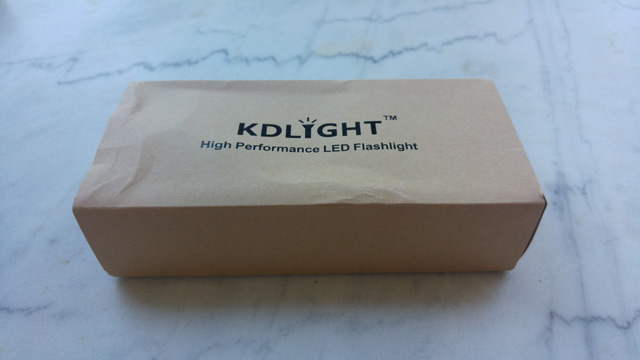 KDLIGHT™
High Performance LED Flashlight